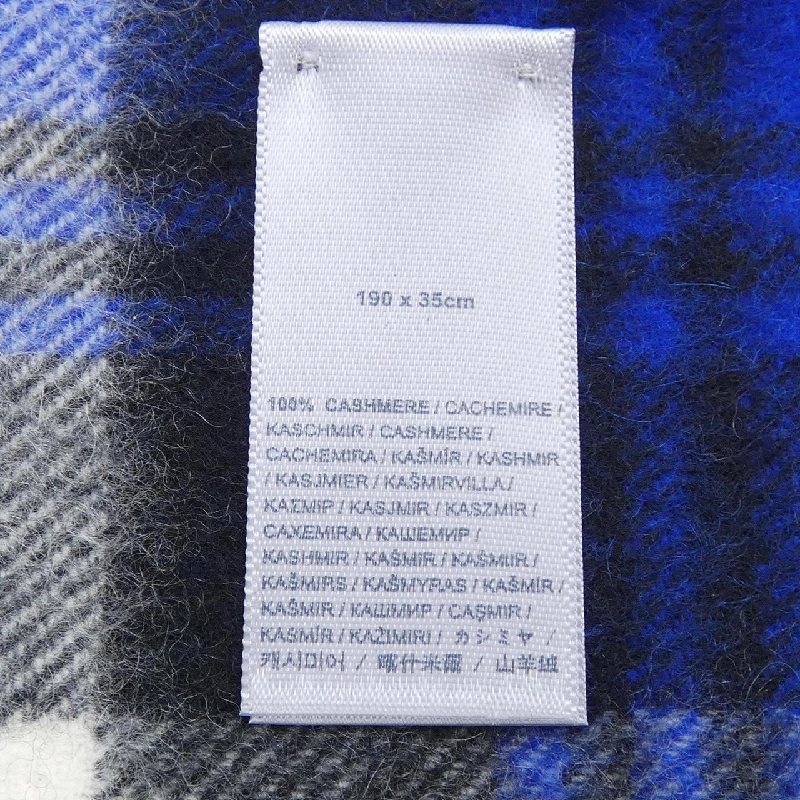 190 x 35cm
100% CASHMERE / CACHEMIRE /
KASCHMIR / CASHMERE /
CACHEMIRA / KAŠMÍR / KASHMIR
/ KASJMIER / KAŠMIRVILLA /
ΚΑΣΜΙΡ / KASJMIR / KASZMIR /
CAXEMIRA / КАШЕМИР /
KASHMIR / KAŠMIR / KAŠMIIR /
KAŠMIRS / KAŠMYRAS / KAŠMÍR /
KAŠMIR / КАШМИР / CAŞMIR /
KAŞMİR / KAŽIMIRI / カシミヤ /
캐시미어 / 喀什米爾 / 山羊绒